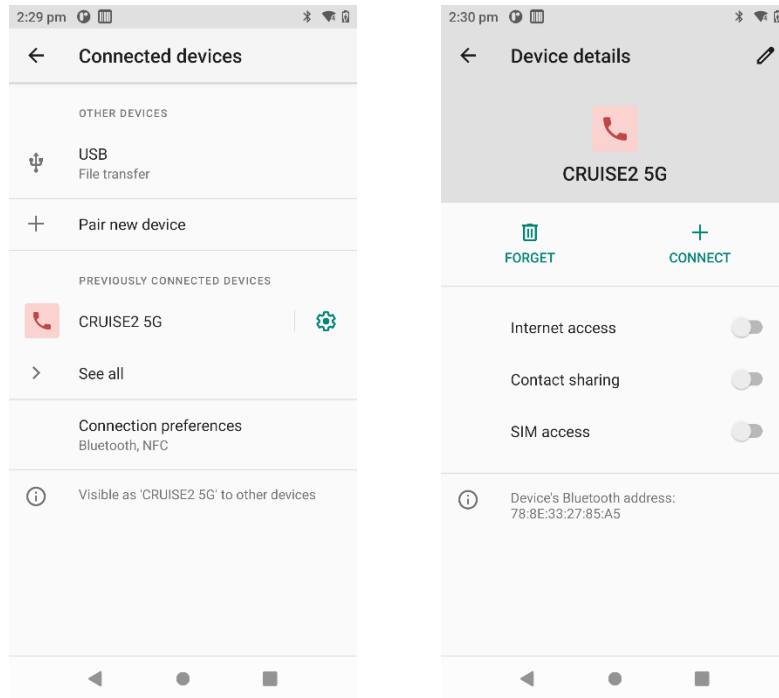 2:29 pm
Connected devices
OTHER DEVICES
USB
File transfer
Pair new device
PREVIOUSLY CONNECTED DEVICES
CRUISE2 5G
See all
Connection preferences
Bluetooth, NFC
Visible as 'CRUISE2 5G' to other devices
2:30 pm
Device details
CRUISE2 5G
FORGET
CONNECT
Internet access
Contact sharing
SIM access
Device's Bluetooth address:
78:8E:33:27:85:A5